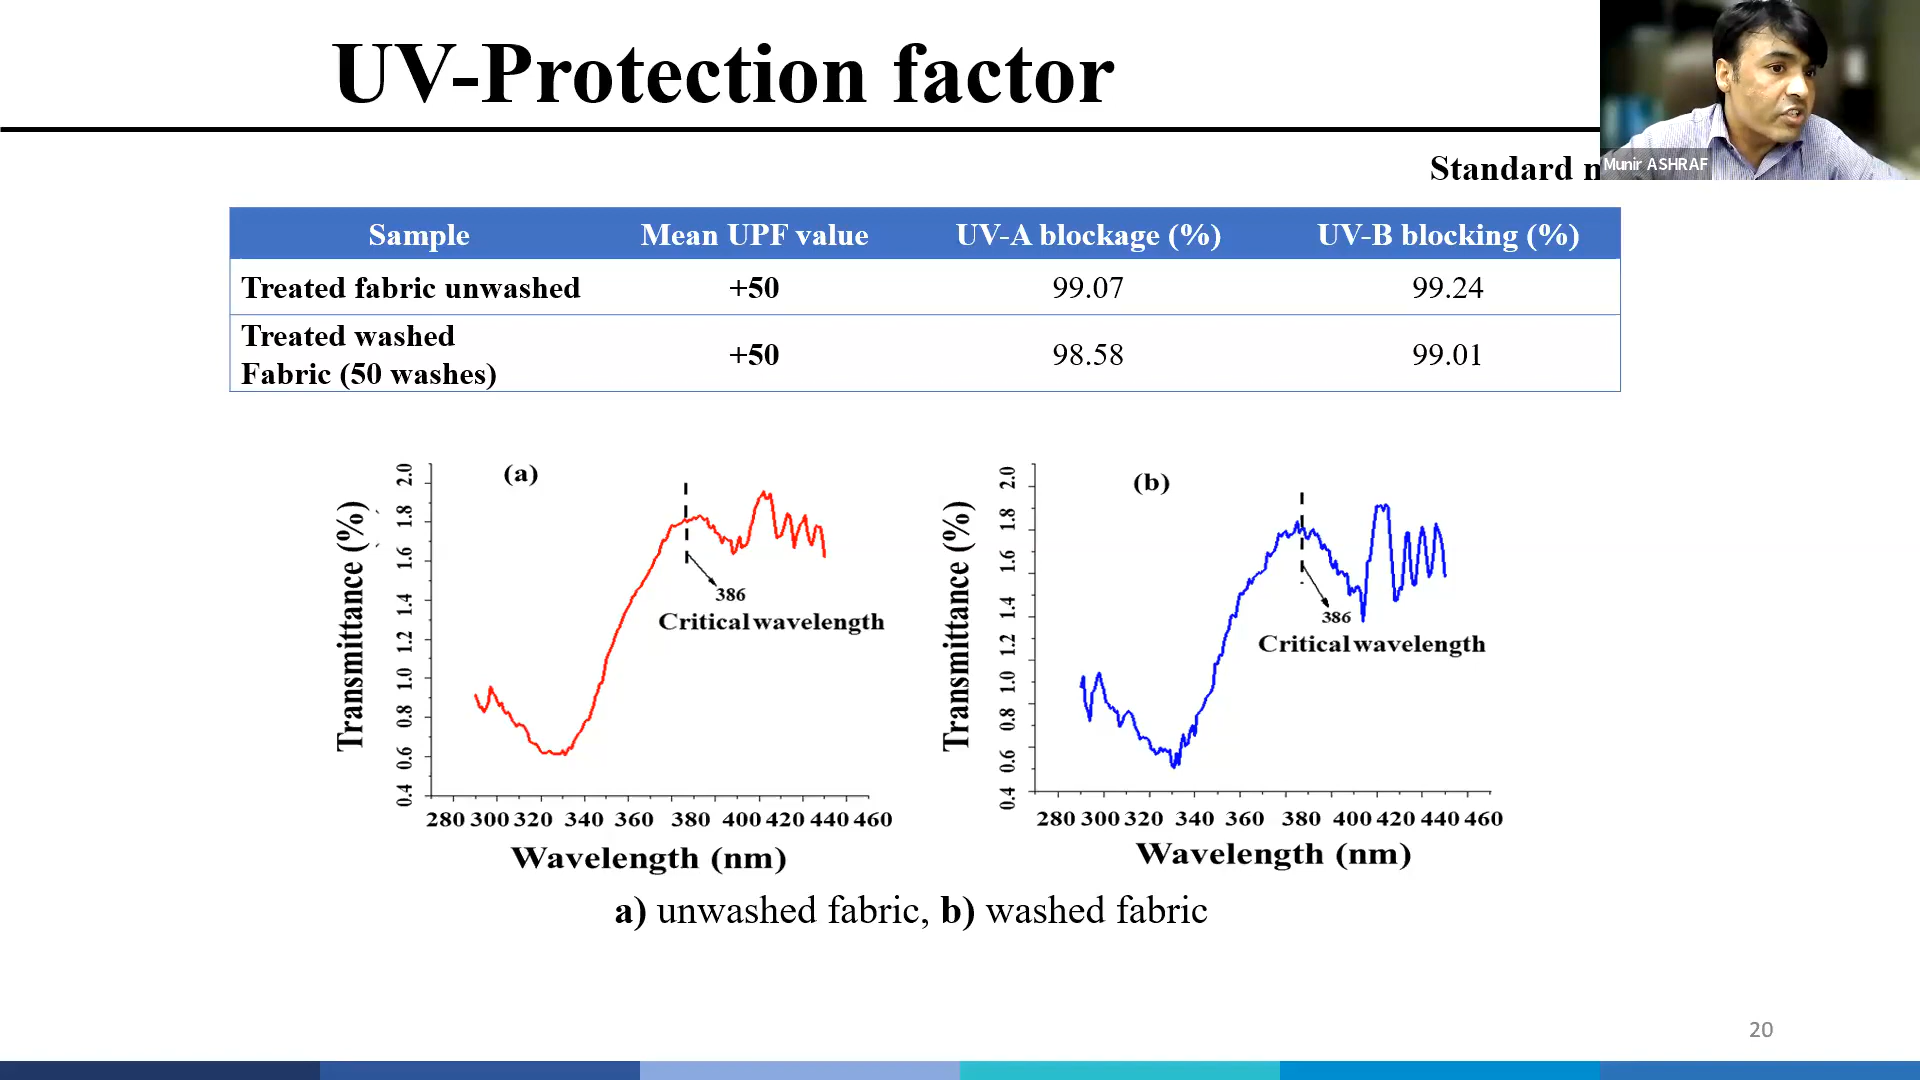 UV-Protection factor
Munir ASHRAF
Standard
Sample Mean UPF value UV-A blockage (%) UV-B blocking (%)
Treated fabric unwashed +50 99.07 99.24
Treated washed
Fabric (50 washes) +50 98.58 99.01
(a)
Transmittance (%)
2.0
1.8
1.6
1.4
1.2
1.0
0.8
0.6
0.4
386
Critical wavelength
280 300 320 340 360 380 400 420 440 460
Wavelength (nm)
(b)
Transmittance (%)
2.0
1.8
1.6
1.4
1.2
1.0
0.8
0.6
0.4
386
Critical wavelength
280 300 320 340 360 380 400 420 440 460
Wavelength (nm)
a) unwashed fabric, b) washed fabric
20